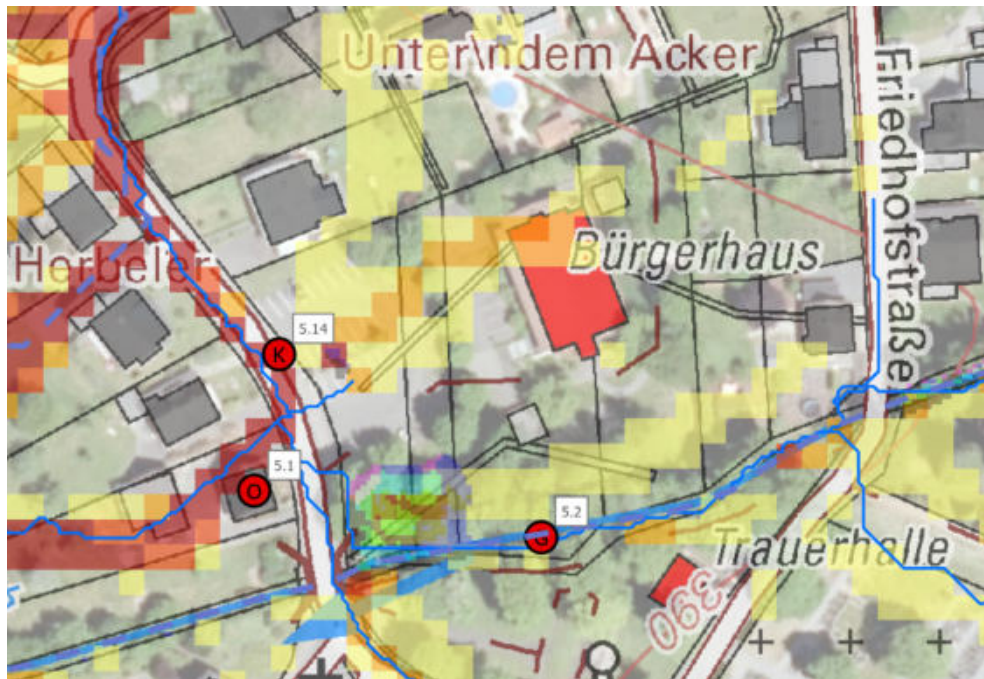 Unter\ndem Acker
Friedhofstraße
Bürgerhaus
Herbeler
5.14
K
5.1
O
5.2
G
Trauerhalle
390